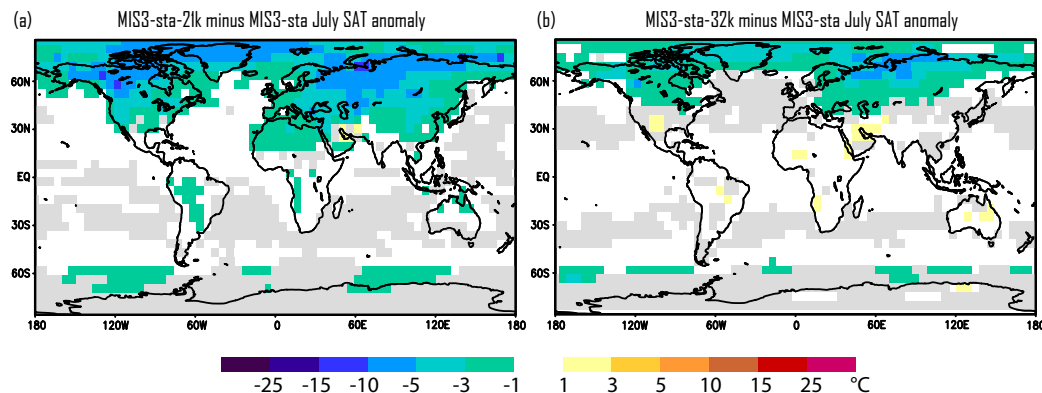 (a) MIS3-sta-21k minus MIS3-sta July SAT anomaly
(b) MIS3-sta-32k minus MIS3-sta July SAT anomaly
60N 60N
30N 30N
EQ EQ
30S 30S
60S 60S
180 120W 60W 0 60E 120E 180 180 120W 60W 0 60E 120E 180
-25 -15 -10 -5 -3 -1 1 3 5 10 15 25 °C